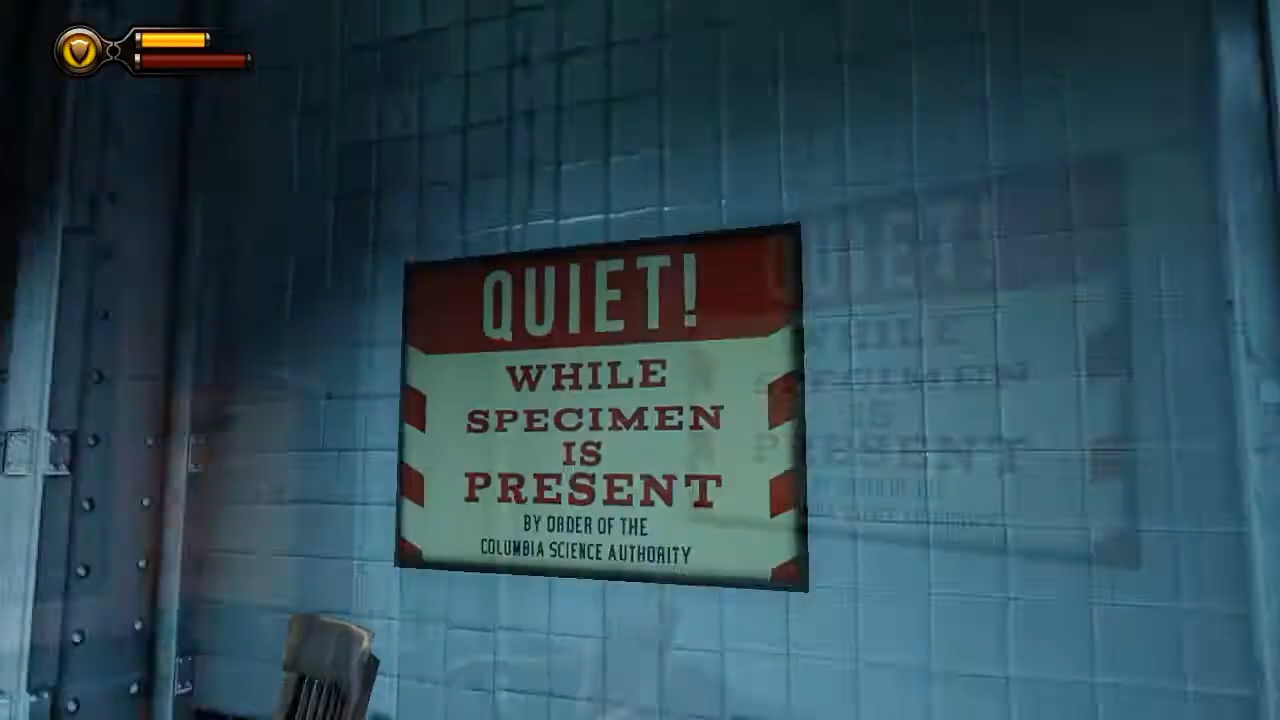 QUIET!
WHILE
SPECIMEN
IS
PRESENT
BY ORDER OF THE
COLUMBIA SCIENCE AUTHORITY